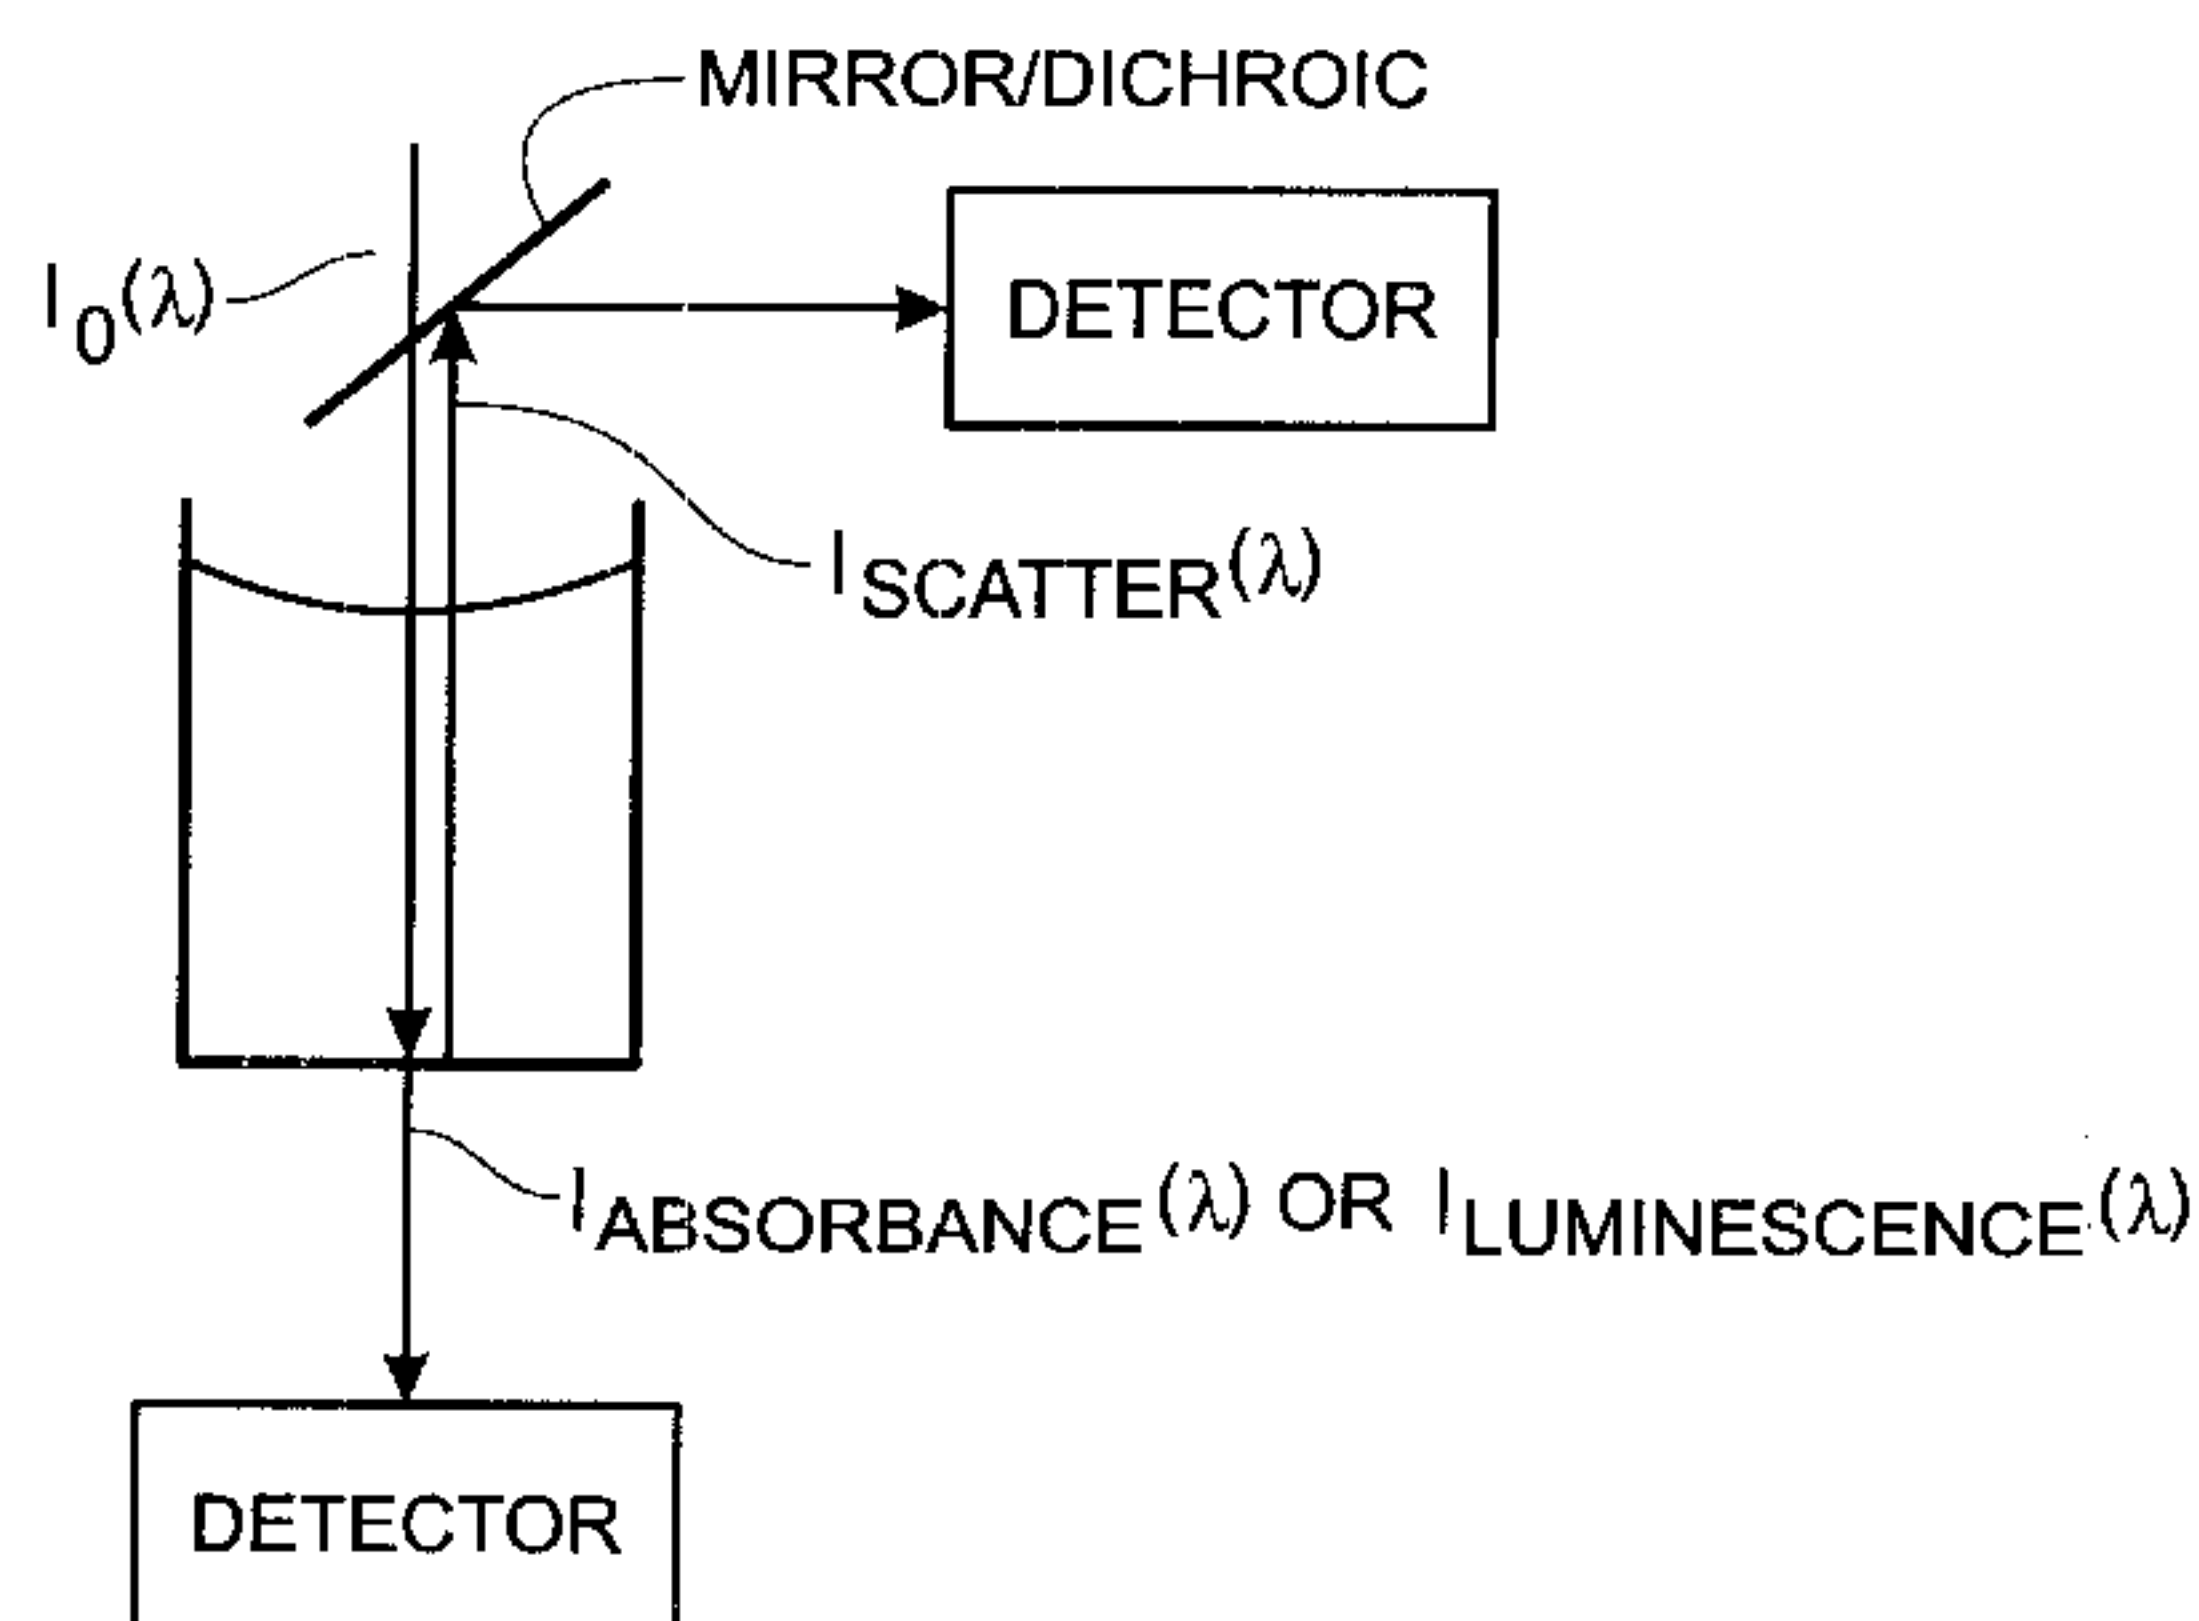 MIRROR/DICHROIC
I0(λ)
DETECTOR
ISCATTER(λ)
IABSORBANCE(λ) OR ILUMINESCENCE(λ)
DETECTOR